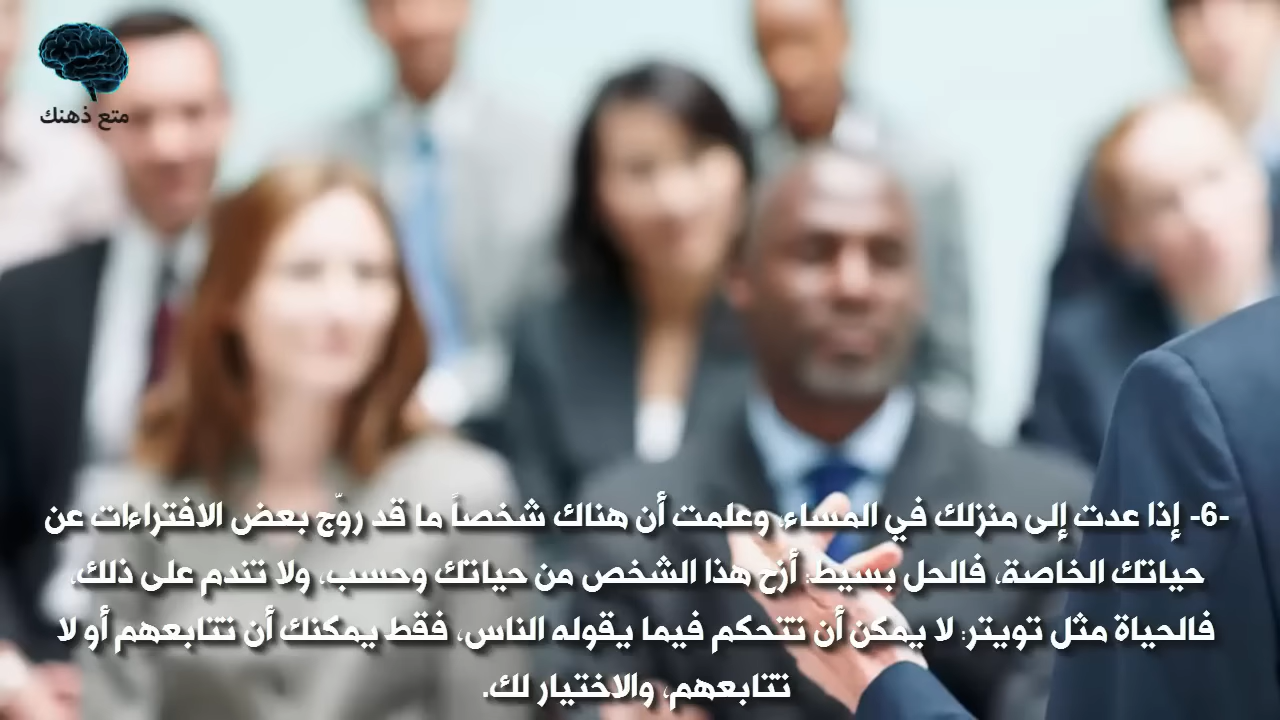 متع ذهنك
-6- إذا عدت إلى منزلك في المساء، وعلمت أن هناك شخصاً ما قد روّج بعض الافتراءات عن
حياتك الخاصة، فالحل بسيط: أزح هذا الشخص من حياتك وحسب، ولا تندم على ذلك،
فالحياة مثل تويتر: لا يمكن أن نتحكم فيما يقوله الناس، فقط يمكنك أن تتابعهم أو لا
تتابعهم، والاختيار لك.